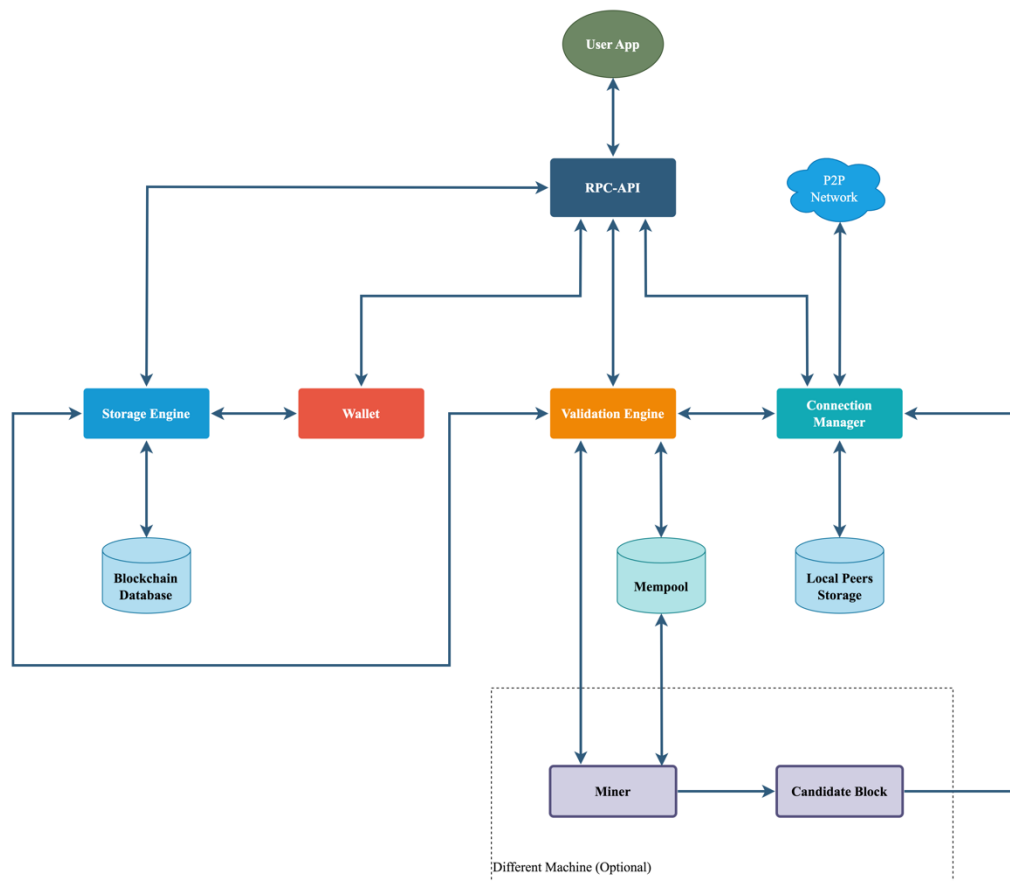 User App
RPC-API
P2P
Network
Storage Engine
Wallet
Validation Engine
Connection
Manager
Blockchain
Database
Mempool
Local Peers
Storage
Miner
Candidate Block
Different Machine (Optional)